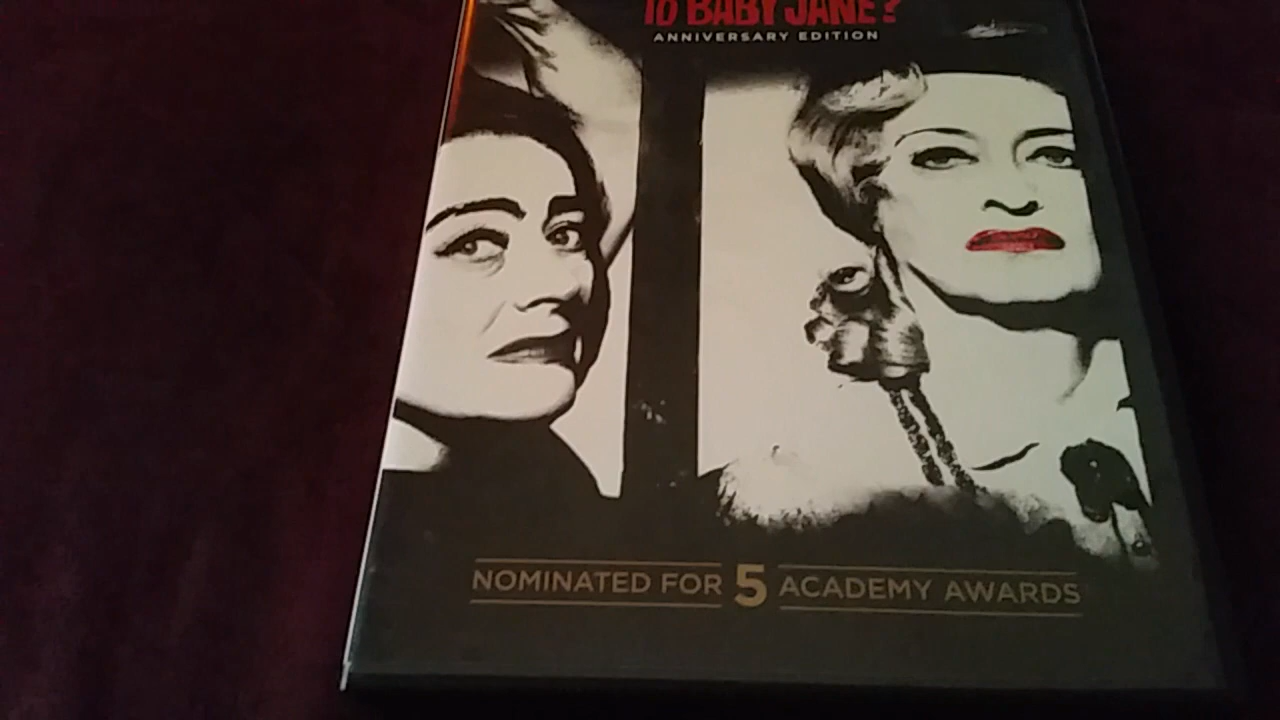 TO BABY JANE?
ANNIVERSARY EDITION
NOMINATED FOR 5 ACADEMY AWARDS